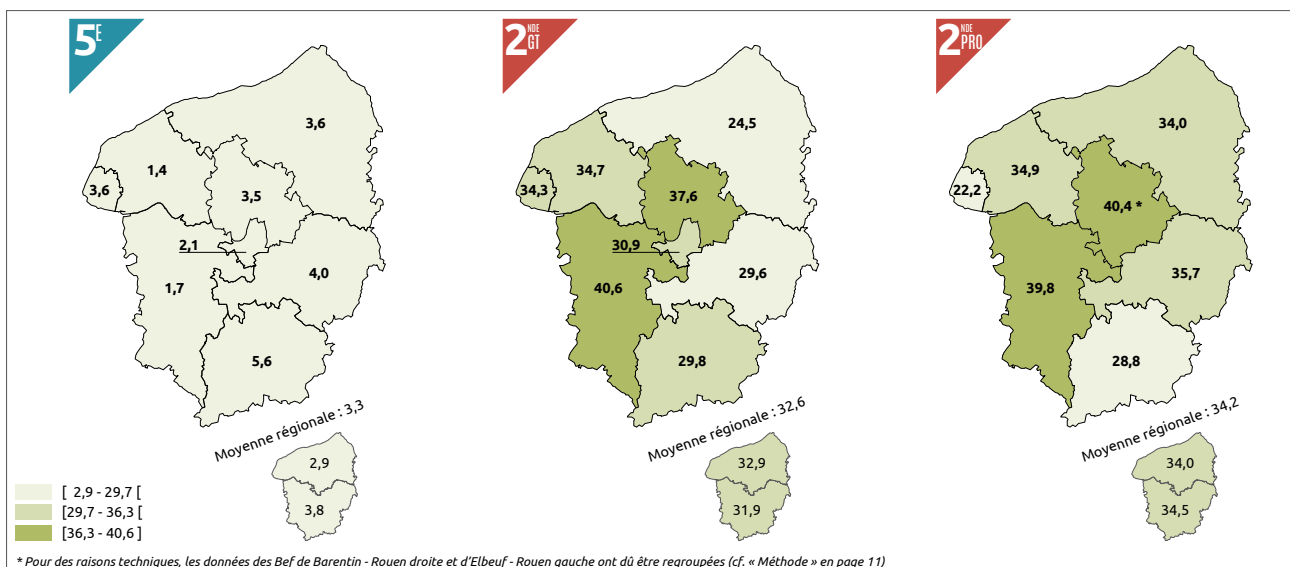 5E
3,6
1,4
3,6
3,5
2,1
4,0
1,7
5,6
Moyenne régionale : 3,3
2,9
3,8
2NDE GT
24,5
34,7
34,3
37,6
30,9
29,6
40,6
29,8
Moyenne régionale : 32,6
32,9
31,9
2NDE PRO
34,0
34,9
22,2
40,4 *
35,7
39,8
28,8
Moyenne régionale : 34,2
34,0
34,5
[ 2,9 - 29,7 [
[29,7 - 36,3 [
[36,3 - 40,6 ]
* Pour des raisons techniques, les données des Bef de Barentin - Rouen droite et d'Elbeuf - Rouen gauche ont dû être regroupées (cf. « Méthode » en page 11)